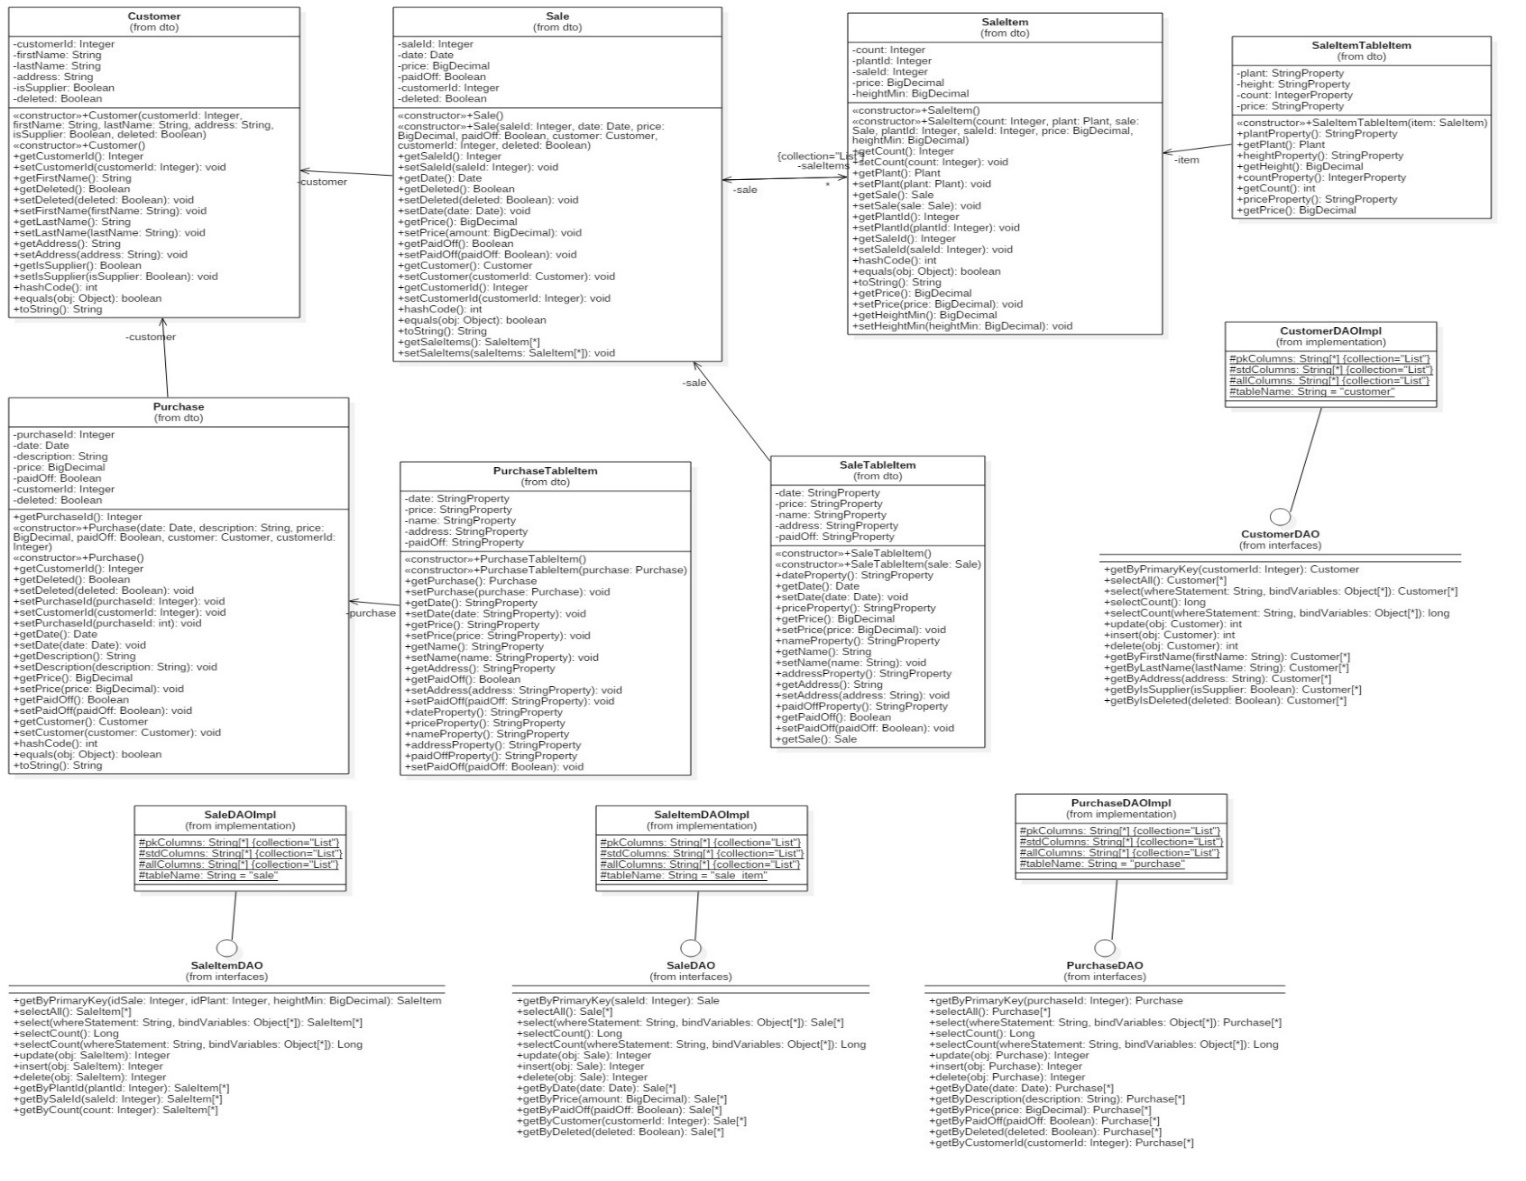 Customer
(from dto)
-customerId: Integer
-firstName: String
-lastName: String
-address: String
-isSupplier: Boolean
-deleted: Boolean
«constructor»+Customer(customerId: Integer,
firstName: String, lastName: String, address: String,
isSupplier: Boolean, deleted: Boolean)
«constructor»+Customer()
+getCustomerId(): Integer
+setCustomerId(customerId: Integer): void
+getFirstName(): String
+getDeleted(): Boolean
+setDeleted(deleted: Boolean): void
+setFirstName(firstName: String): void
+getLastName(): String
+setLastName(lastName: String): void
+getAddress(): String
+setAddress(address: String): void
+getIsSupplier(): Boolean
+setIsSupplier(isSupplier: Boolean): void
+hashCode(): int
+equals(obj: Object): boolean
+toString(): String
-customer
Sale
(from dto)
-saleId: Integer
-date: Date
-price: BigDecimal
-paidOff: Boolean
-customerId: Integer
-deleted: Boolean
«constructor»+Sale()
«constructor»+Sale(saleId: Integer, date: Date, price:
BigDecimal, paidOff: Boolean, customer: Customer,
customerId: Integer, deleted: Boolean)
+getSaleId(): Integer
+setSaleId(saleId: Integer): void
+getDate(): Date
+getDeleted(): Boolean
+setDeleted(deleted: Boolean): void
+setDate(date: Date): void
+getPrice(): BigDecimal
+setPrice(amount: BigDecimal): void
+getPaidOff(): Boolean
+setPaidOff(paidOff: Boolean): void
+getCustomer(): Customer
+setCustomer(customerId: Customer): void
+getCustomerId(): Integer
+setCustomerId(customerId: Integer): void
+hashCode(): int
+equals(obj: Object): boolean
+toString(): String
+getSaleItems(): SaleItem[*]
+setSaleItems(saleItems: SaleItem[*]): void
{collection="List"}
-saleItems
-sale
*
SaleItem
(from dto)
-count: Integer
-plantId: Integer
-saleId: Integer
-price: BigDecimal
-heightMin: BigDecimal
«constructor»+SaleItem()
«constructor»+SaleItem(count: Integer, plant: Plant, sale:
Sale, plantId: Integer, saleId: Integer, price: BigDecimal,
heightMin: BigDecimal)
+getCount(): Integer
+setCount(count: Integer): void
+getPlant(): Plant
+setPlant(plant: Plant): void
+getSale(): Sale
+setSale(sale: Sale): void
+getPlantId(): Integer
+setPlantId(plantId: Integer): void
+getSaleId(): Integer
+setSaleId(saleId: Integer): void
+hashCode(): int
+equals(obj: Object): boolean
+toString(): String
+getPrice(): BigDecimal
+setPrice(price: BigDecimal): void
+getHeightMin(): BigDecimal
+setHeightMin(heightMin: BigDecimal): void
-item
SaleItemTableItem
(from dto)
-plant: StringProperty
-height: StringProperty
-count: IntegerProperty
-price: StringProperty
«constructor»+SaleItemTableItem(item: SaleItem)
+plantProperty(): StringProperty
+getPlant(): Plant
+heightProperty(): StringProperty
+getHeight(): BigDecimal
+countProperty(): IntegerProperty
+getCount(): int
+priceProperty(): StringProperty
+getPrice(): BigDecimal
-customer
-sale
Purchase
(from dto)
-purchaseId: Integer
-date: Date
-description: String
-price: BigDecimal
-paidOff: Boolean
-customerId: Integer
-deleted: Boolean
+getPurchaseId(): Integer
«constructor»+Purchase(date: Date, description: String, price:
BigDecimal, paidOff: Boolean, customer: Customer, customerId:
Integer)
«constructor»+Purchase()
+getCustomerId(): Integer
+getDeleted(): Boolean
+setDeleted(deleted: Boolean): void
+setPurchaseId(purchaseId: Integer): void
+setCustomerId(customerId: Integer): void
+setPurchaseId(purchaseId: int): void
+getDate(): Date
+setDate(date: Date): void
+getDescription(): String
+setDescription(description: String): void
+getPrice(): BigDecimal
+setPrice(price: BigDecimal): void
+getPaidOff(): Boolean
+setPaidOff(paidOff: Boolean): void
+getCustomer(): Customer
+setCustomer(customer: Customer): void
+hashCode(): int
+equals(obj: Object): boolean
+toString(): String
-purchase
PurchaseTableItem
(from dto)
-date: StringProperty
-price: StringProperty
-name: StringProperty
-address: StringProperty
-paidOff: StringProperty
«constructor»+PurchaseTableItem()
«constructor»+PurchaseTableItem(purchase: Purchase)
+getPurchase(): Purchase
+setPurchase(purchase: Purchase): void
+getDate(): StringProperty
+setDate(date: StringProperty): void
+getPrice(): StringProperty
+setPrice(price: StringProperty): void
+getName(): StringProperty
+setName(name: StringProperty): void
+getAddress(): StringProperty
+getPaidOff(): Boolean
+setAddress(address: StringProperty): void
+setPaidOff(paidOff: StringProperty): void
+dateProperty(): StringProperty
+priceProperty(): StringProperty
+nameProperty(): StringProperty
+addressProperty(): StringProperty
+paidOffProperty(): StringProperty
+setPaidOff(paidOff: Boolean): void
SaleTableItem
(from dto)
-date: StringProperty
-price: StringProperty
-name: StringProperty
-address: StringProperty
-paidOff: StringProperty
«constructor»+SaleTableItem()
«constructor»+SaleTableItem(sale: Sale)
+dateProperty(): StringProperty
+getDate(): Date
+setDate(date: Date): void
+priceProperty(): StringProperty
+getPrice(): BigDecimal
+setPrice(price: BigDecimal): void
+nameProperty(): StringProperty
+getName(): String
+setName(name: String): void
+addressProperty(): StringProperty
+getAddress(): String
+setAddress(address: String): void
+paidOffProperty(): StringProperty
+getPaidOff(): Boolean
+setPaidOff(paidOff: Boolean): void
+getSale(): Sale
CustomerDAOImpl
(from implementation)
#pkColumns: String[*] {collection="List"}
#stdColumns: String[*] {collection="List"}
#allColumns: String[*] {collection="List"}
#tableName: String = "customer"
CustomerDAO
(from interfaces)
+getByPrimaryKey(customerId: Integer): Customer
+selectAll(): Customer[*]
+select(whereStatement: String, bindVariables: Object[*]): Customer[*]
+selectCount(): long
+selectCount(whereStatement: String, bindVariables: Object[*]): long
+update(obj: Customer): int
+insert(obj: Customer): int
+delete(obj: Customer): int
+getByFirstName(firstName: String): Customer[*]
+getByLastName(lastName: String): Customer[*]
+getByAddress(address: String): Customer[*]
+getByIsSupplier(isSupplier: Boolean): Customer[*]
+getByIsDeleted(deleted: Boolean): Customer[*]
SaleDAOImpl
(from implementation)
#pkColumns: String[*] {collection="List"}
#stdColumns: String[*] {collection="List"}
#allColumns: String[*] {collection="List"}
#tableName: String = "sale"
SaleItemDAO
(from interfaces)
+getByPrimaryKey(idSale: Integer, idPlant: Integer, heightMin: BigDecimal): SaleItem
+selectAll(): SaleItem[*]
+select(whereStatement: String, bindVariables: Object[*]): SaleItem[*]
+selectCount(): Long
+selectCount(whereStatement: String, bindVariables: Object[*]): Long
+update(obj: SaleItem): Integer
+insert(obj: SaleItem): Integer
+delete(obj: SaleItem): Integer
+getByPlantId(plantId: Integer): SaleItem[*]
+getBySaleId(saleId: Integer): SaleItem[*]
+getByCount(count: Integer): SaleItem[*]
SaleItemDAOImpl
(from implementation)
#pkColumns: String[*] {collection="List"}
#stdColumns: String[*] {collection="List"}
#allColumns: String[*] {collection="List"}
#tableName: String = "sale_item"
SaleDAO
(from interfaces)
+getByPrimaryKey(saleId: Integer): Sale
+selectAll(): Sale[*]
+select(whereStatement: String, bindVariables: Object[*]): Sale[*]
+selectCount(): Long
+selectCount(whereStatement: String, bindVariables: Object[*]): Long
+update(obj: Sale): Integer
+insert(obj: Sale): Integer
+delete(obj: Sale): Integer
+getByDate(date: Date): Sale[*]
+getByPrice(amount: BigDecimal): Sale[*]
+getByPaidOff(paidOff: Boolean): Sale[*]
+getByCustomer(customerId: Integer): Sale[*]
+getByDeleted(deleted: Boolean): Sale[*]
PurchaseDAOImpl
(from implementation)
#pkColumns: String[*] {collection="List"}
#stdColumns: String[*] {collection="List"}
#allColumns: String[*] {collection="List"}
#tableName: String = "purchase"
PurchaseDAO
(from interfaces)
+getByPrimaryKey(purchaseId: Integer): Purchase
+selectAll(): Purchase[*]
+select(whereStatement: String, bindVariables: Object[*]): Purchase[*]
+selectCount(): Long
+selectCount(whereStatement: String, bindVariables: Object[*]): Long
+update(obj: Purchase): Integer
+insert(obj: Purchase): Integer
+delete(obj: Purchase): Integer
+getByDate(date: Date): Purchase[*]
+getByDescription(description: String): Purchase[*]
+getByPrice(price: BigDecimal): Purchase[*]
+getByPaidOff(paidOff: Boolean): Purchase[*]
+getByDeleted(deleted: Boolean): Purchase[*]
+getByCustomerId(customerId: Integer): Purchase[*]